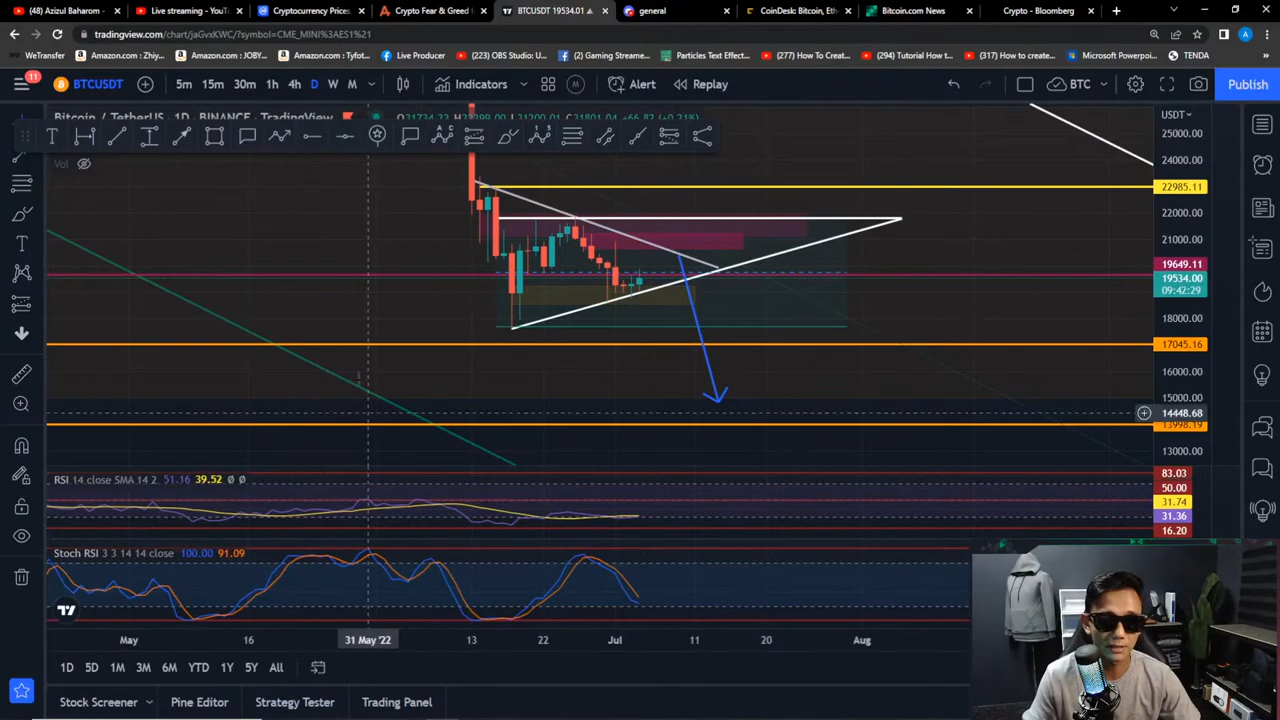 (48) Azizul Baharom -
Live streaming - YouT
Cryptocurrency Prices,
Crypto Fear & Greed I
BTCUSDT 19534.01
general
CoinDesk: Bitcoin, Eth
Bitcoin.com News
Crypto - Bloomberg
tradingview.com/chart/jaGvxKWC/?symbol=CME_MINI%3AES1%21
WeTransfer
Amazon.com : Zhiyu
Amazon.com: JOBY...
Amazon.com: Tyfot...
Live Producer
(223) OBS Studio: U...
(2) Gaming Streame...
Particles Text Effect...
(277) How To Creat...
(294) Tutorial How t...
(317) How to creat...
Microsoft Powerpoi...
TENDA
11
BTCUSDT
5m 15m 30m 1h 4h D W M
Indicators
Alert
Replay
BTC
Publish
Bitcoin / TetherUS · 1D · BINANCE · TradingView
Vol
USDT
25000.00
24000.00
22985.11
22000.00
21000.00
19649.11
19534.00
09:42:29
18000.00
17045.16
16000.00
15000.00
14448.68
13998.19
13000.00
RSI 14 close SMA 14 2 51.16 39.52 Ø Ø
83.03
50.00
31.74
31.36
16.20
Stoch RSI 3 3 14 14 close 100.00 91.09
May 16 31 May '22 13 22 Jul 11 20 Aug
1D 5D 1M 3M 6M YTD 1Y 5Y All
Stock Screener
Pine Editor
Strategy Tester
Trading Panel